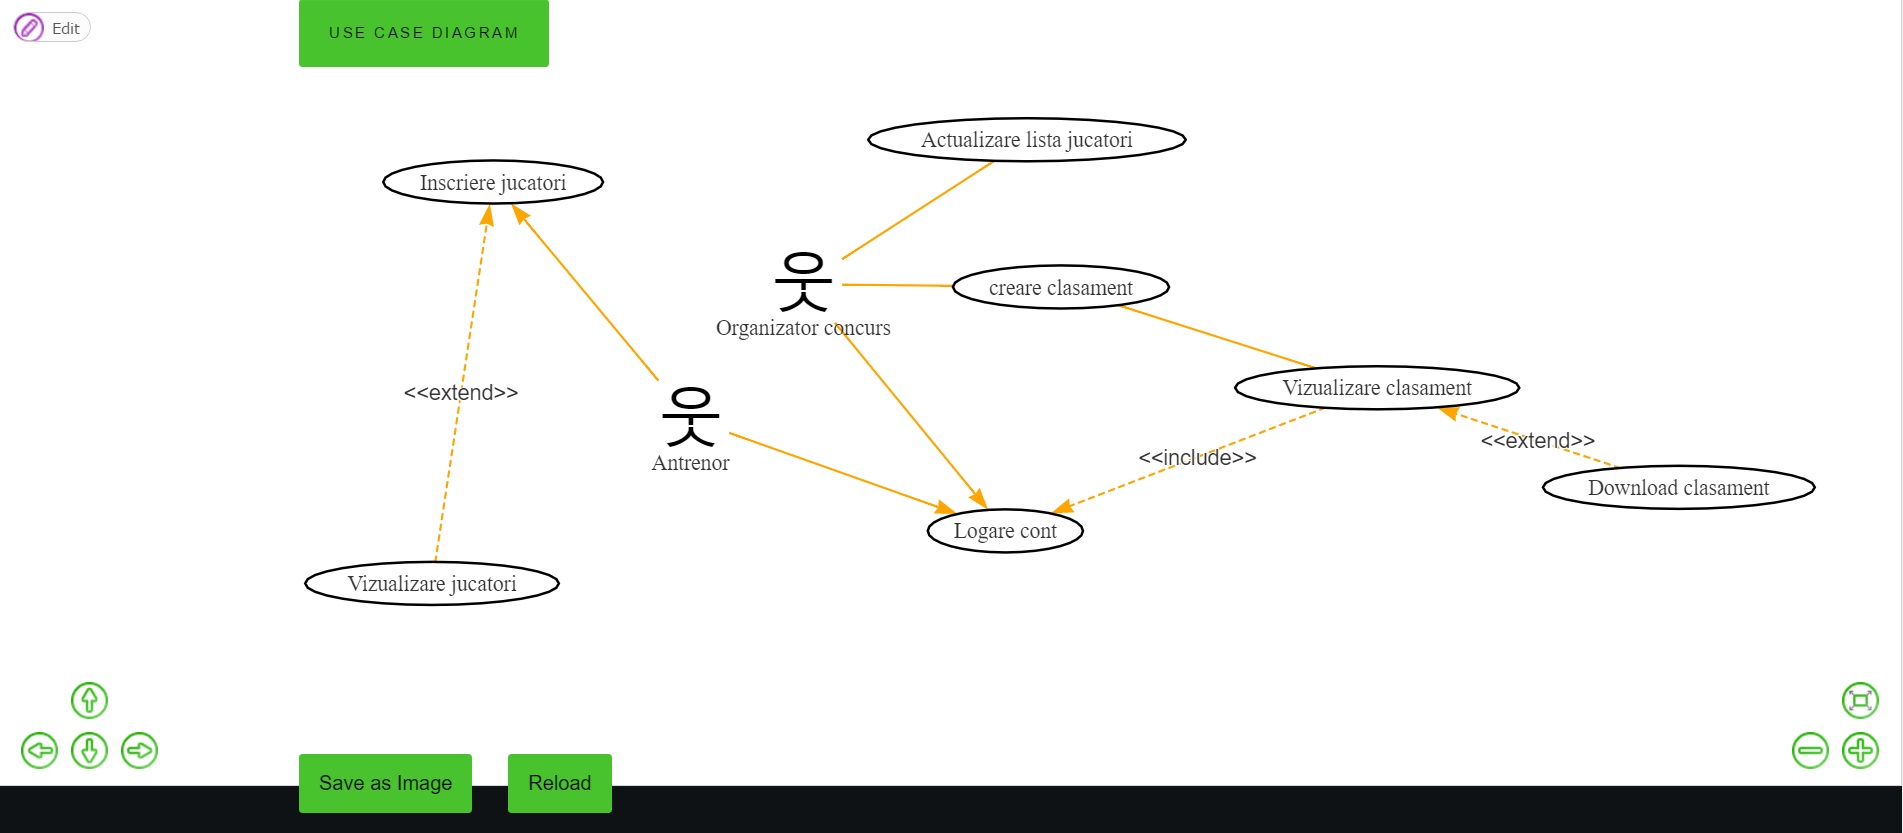 Edit
USE CASE DIAGRAM
Actualizare lista jucatori
Inscriere jucatori
creare clasament
Organizator concurs
Vizualizare clasament
<<extend>>
<<extend>>
<<include>>
Antrenor
Download clasament
Logare cont
Vizualizare jucatori
Save as Image
Reload